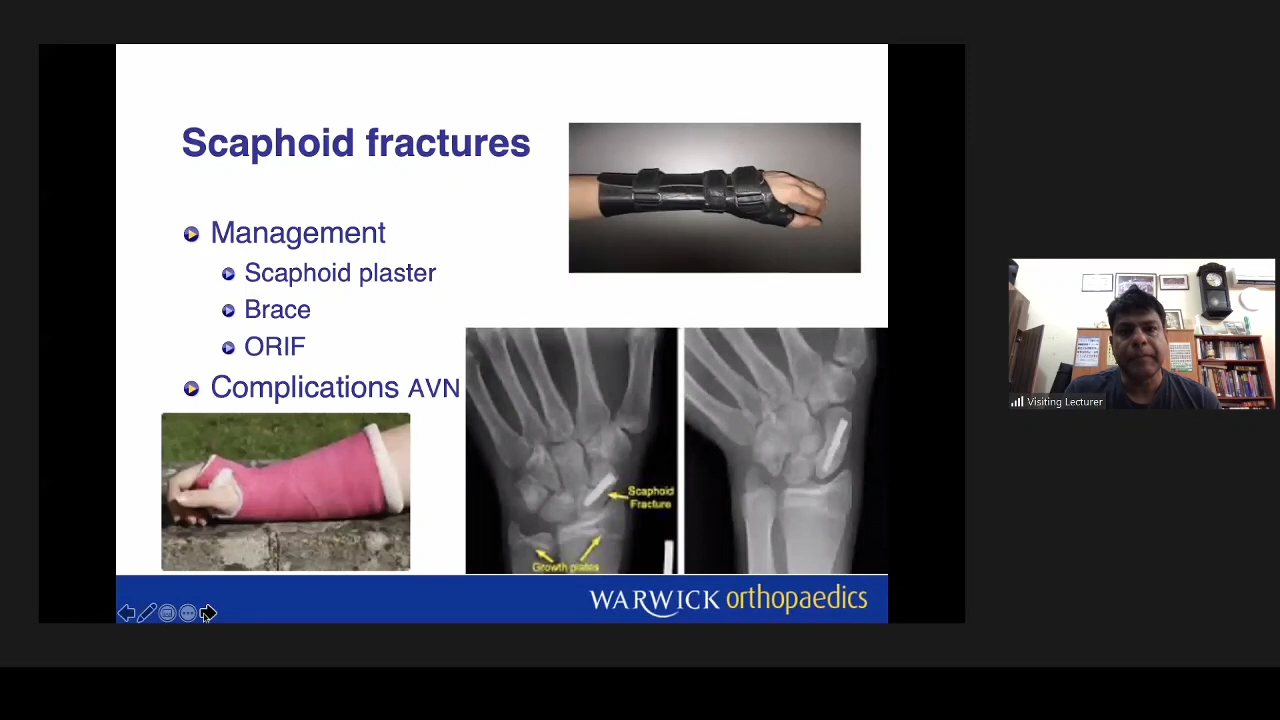 Scaphoid fractures
Management
Scaphoid plaster
Brace
ORIF
Complications AVN
Scaphoid
Fracture
Growth plates
WARWICK orthopaedics
Visiting Lecturer